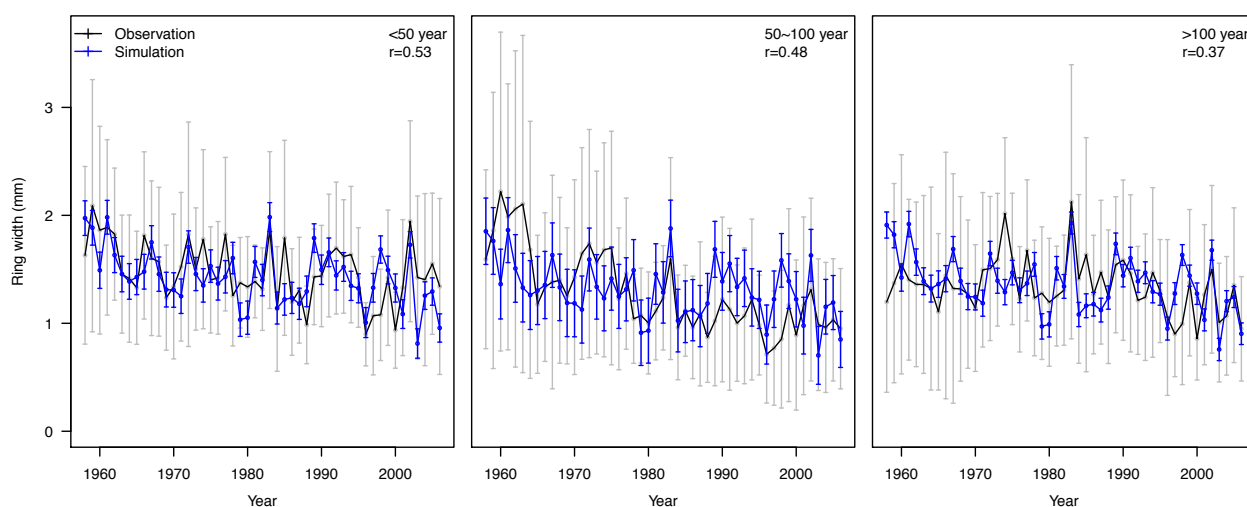 Observation
Simulation
<50 year
r=0.53
50~100 year
r=0.48
>100 year
r=0.37
3
2
1
0
Ring width (mm)
1960 1970 1980 1990 2000
1960 1970 1980 1990 2000
1960 1970 1980 1990 2000
Year
Year
Year